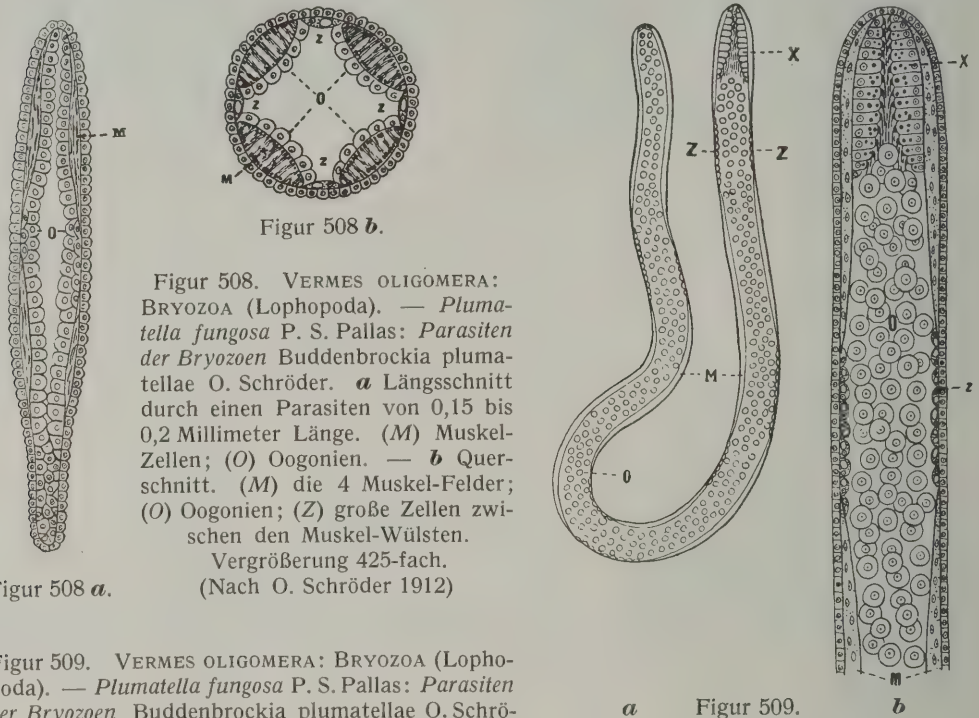 M
O
Figur 508 a.
z
z
O
z
z
M
Figur 508 b.
Figur 508. VERMES OLIGOMERA:
BRYOZOA (Lophopoda). — Pluma-
tella fungosa P. S. Pallas: Parasiten
der Bryozoen Buddenbrockia pluma-
tellae O. Schröder. a Längsschnitt
durch einen Parasiten von 0,15 bis
0,2 Millimeter Länge. (M) Muskel-
Zellen; (O) Oogonien. — b Quer-
schnitt. (M) die 4 Muskel-Felder;
(O) Oogonien; (Z) große Zellen zwi-
schen den Muskel-Wülsten.
Vergrößerung 425-fach.
(Nach O. Schröder 1912)
Figur 509. VERMES OLIGOMERA: BRYOZOA (Lopho-
poda). — Plumatella fungosa P. S. Pallas: Parasiten
der Bryozoen Buddenbrockia plumatellae O. Schrö-
X
Z Z
M
O
a Figur 509. b
X
O
z
M